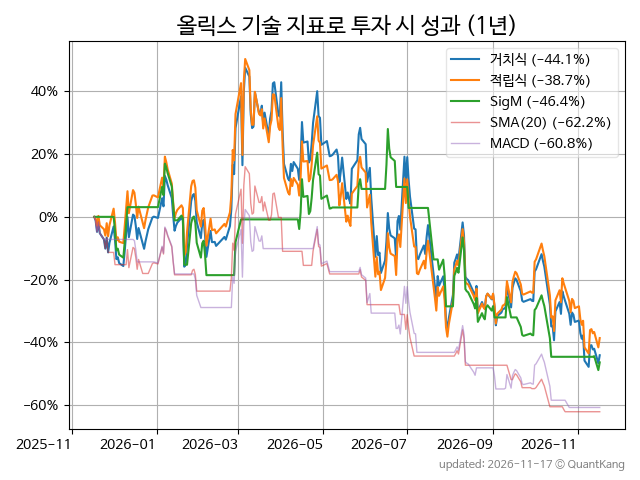 올릭스 기술 지표로 투자 시 성과 (1년)
거치식 (-44.1%)
적립식 (-38.7%)
SigM (-46.4%)
SMA(20) (-62.2%)
MACD (-60.8%)
40%
20%
0%
-20%
-40%
-60%
2025-11
2026-01
2026-03
2026-05
2026-07
2026-09
2026-11
updated: 2026-11-17 © QuantKang